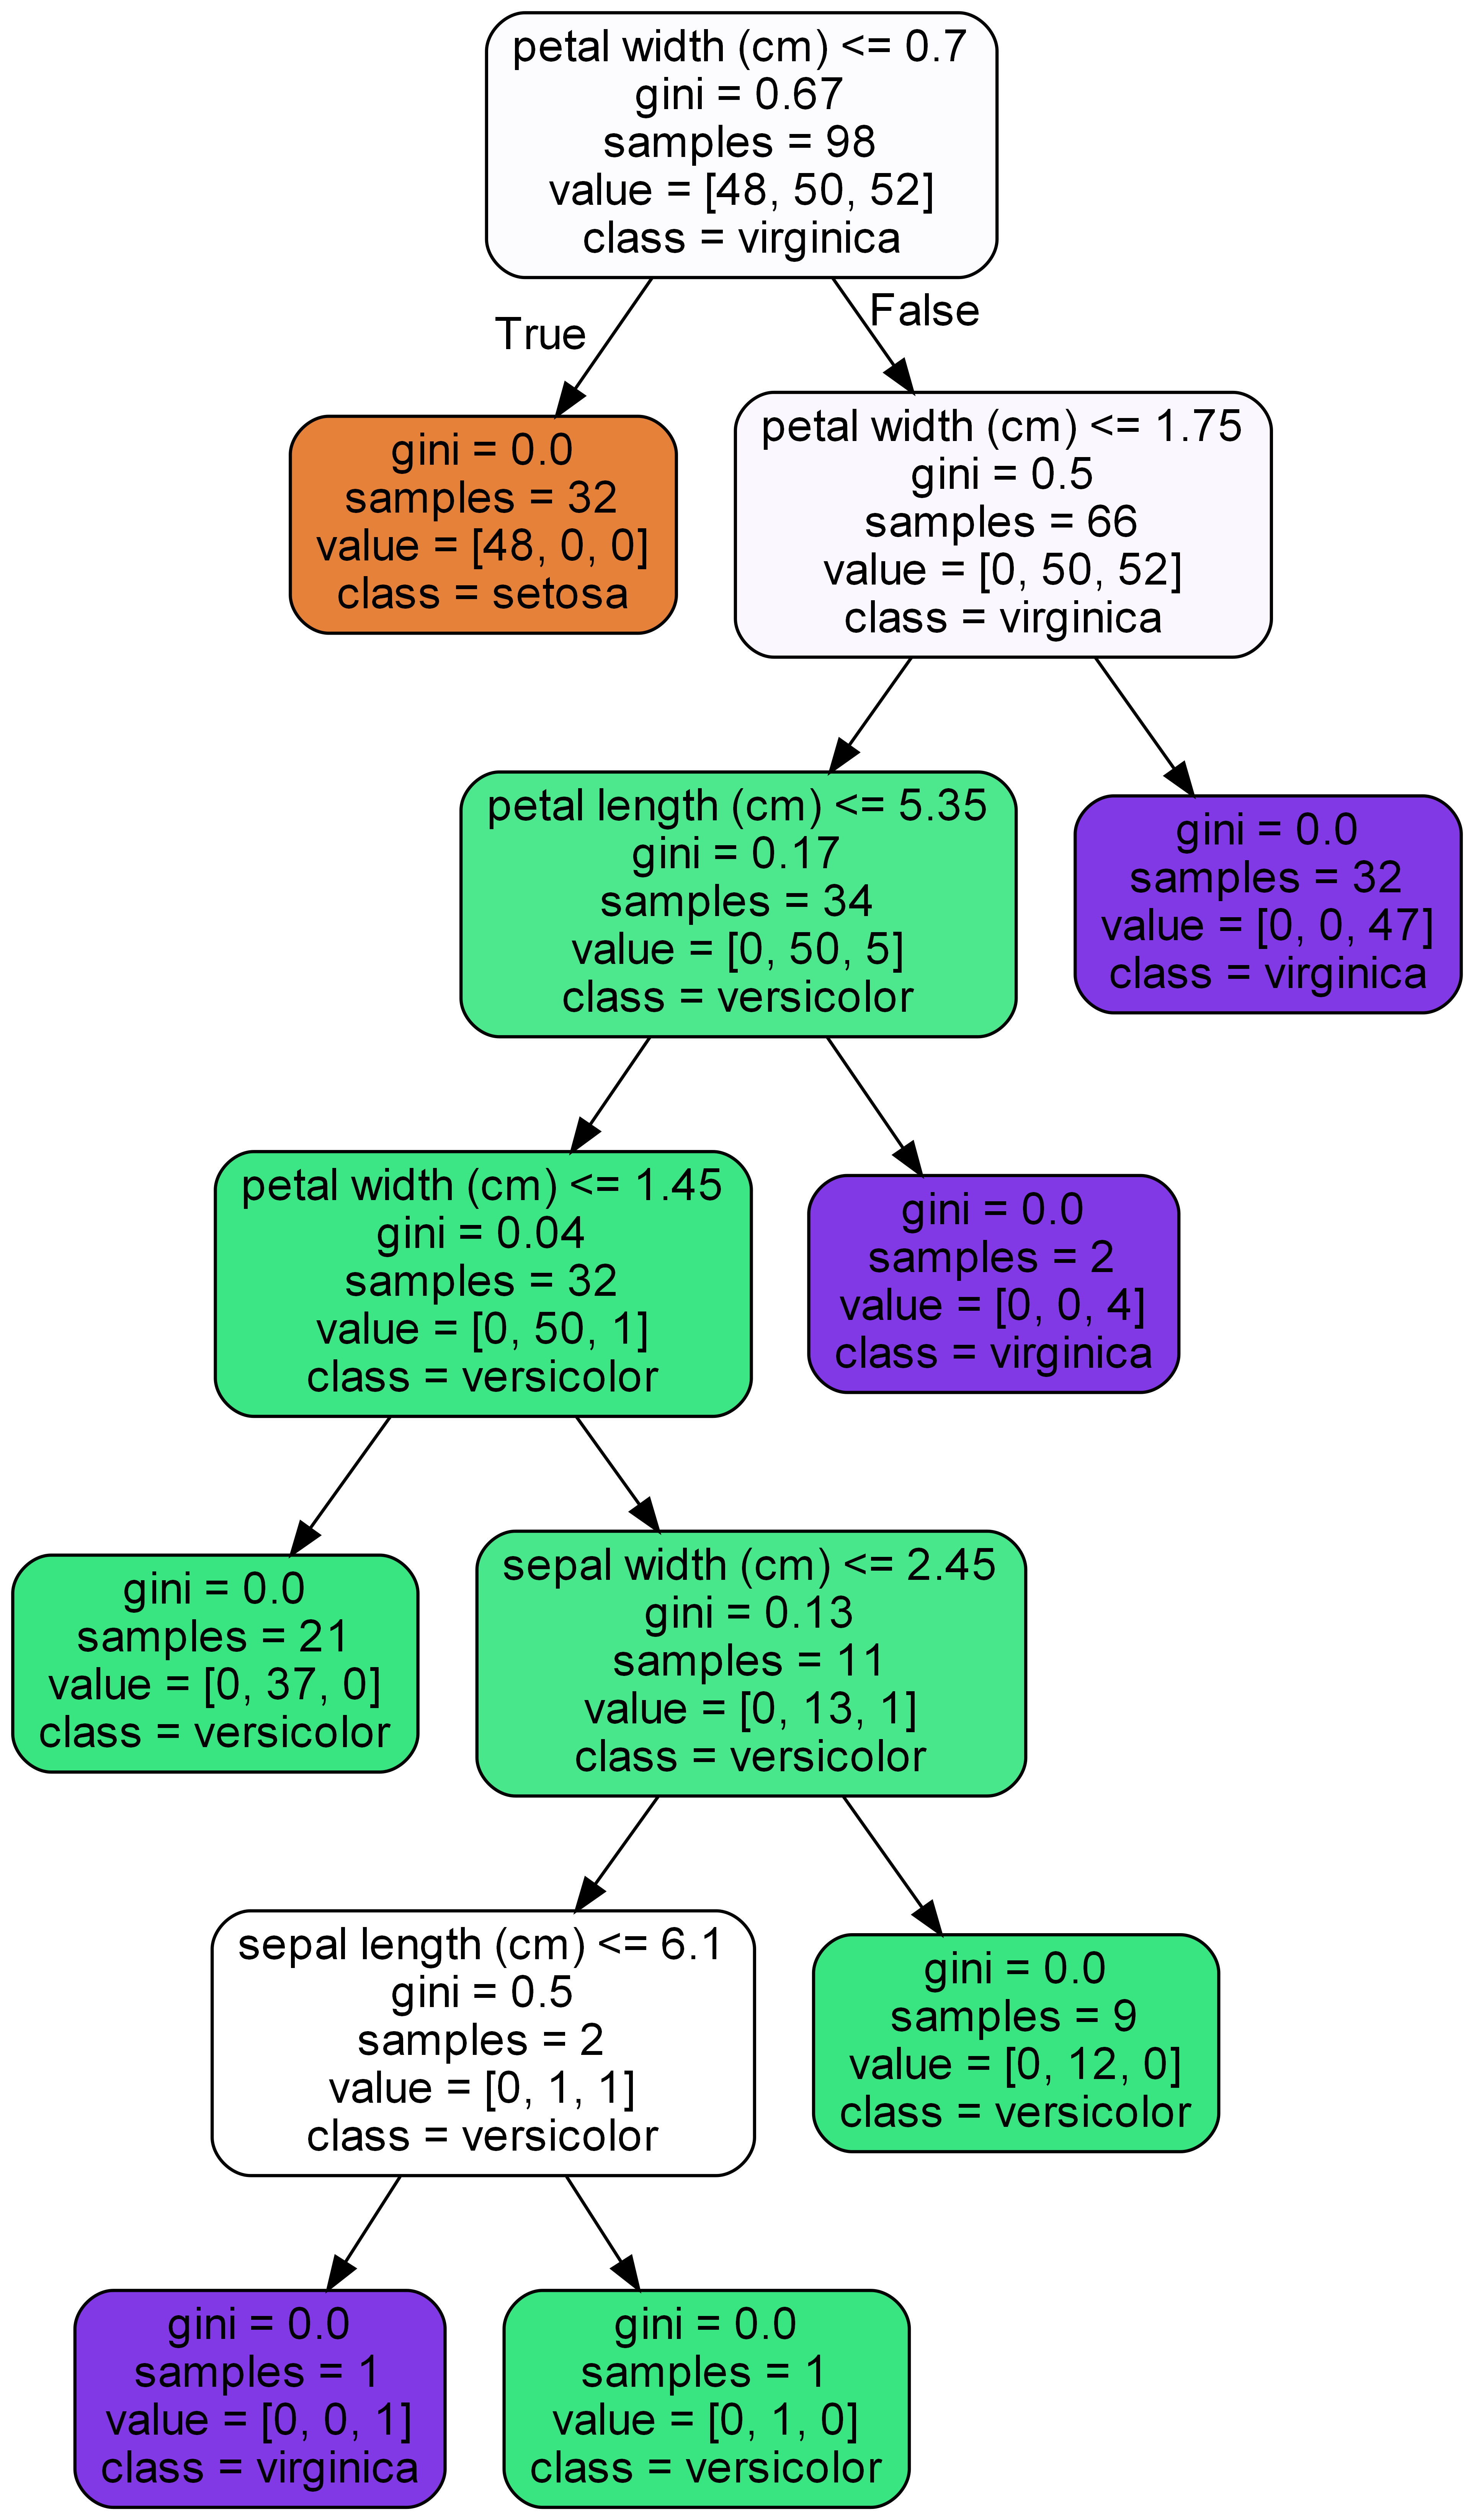 petal width (cm) <= 0.7
gini = 0.67
samples = 98
value = [48, 50, 52]
class = virginica
True
False
gini = 0.0
samples = 32
value = [48, 0, 0]
class = setosa
petal width (cm) <= 1.75
gini = 0.5
samples = 66
value = [0, 50, 52]
class = virginica
petal length (cm) <= 5.35
gini = 0.17
samples = 34
value = [0, 50, 5]
class = versicolor
gini = 0.0
samples = 32
value = [0, 0, 47]
class = virginica
petal width (cm) <= 1.45
gini = 0.04
samples = 32
value = [0, 50, 1]
class = versicolor
gini = 0.0
samples = 2
value = [0, 0, 4]
class = virginica
gini = 0.0
samples = 21
value = [0, 37, 0]
class = versicolor
sepal width (cm) <= 2.45
gini = 0.13
samples = 11
value = [0, 13, 1]
class = versicolor
sepal length (cm) <= 6.1
gini = 0.5
samples = 2
value = [0, 1, 1]
class = versicolor
gini = 0.0
samples = 9
value = [0, 12, 0]
class = versicolor
gini = 0.0
samples = 1
value = [0, 0, 1]
class = virginica
gini = 0.0
samples = 1
value = [0, 1, 0]
class = versicolor